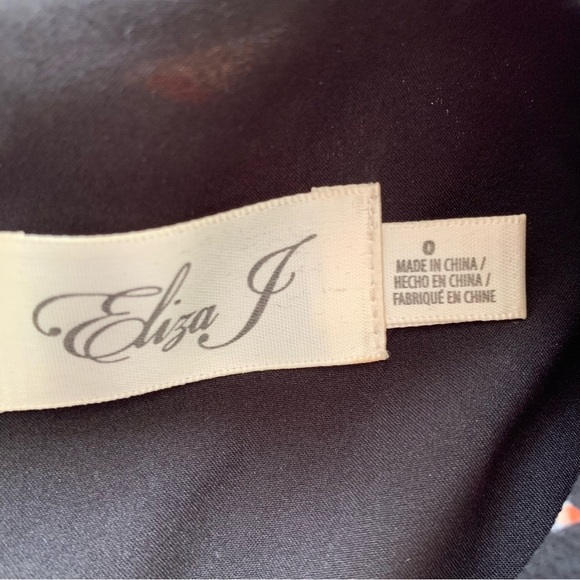 Eliza J
0
MADE IN CHINA /
HECHO EN CHINA /
FABRIQUÉ EN CHINE